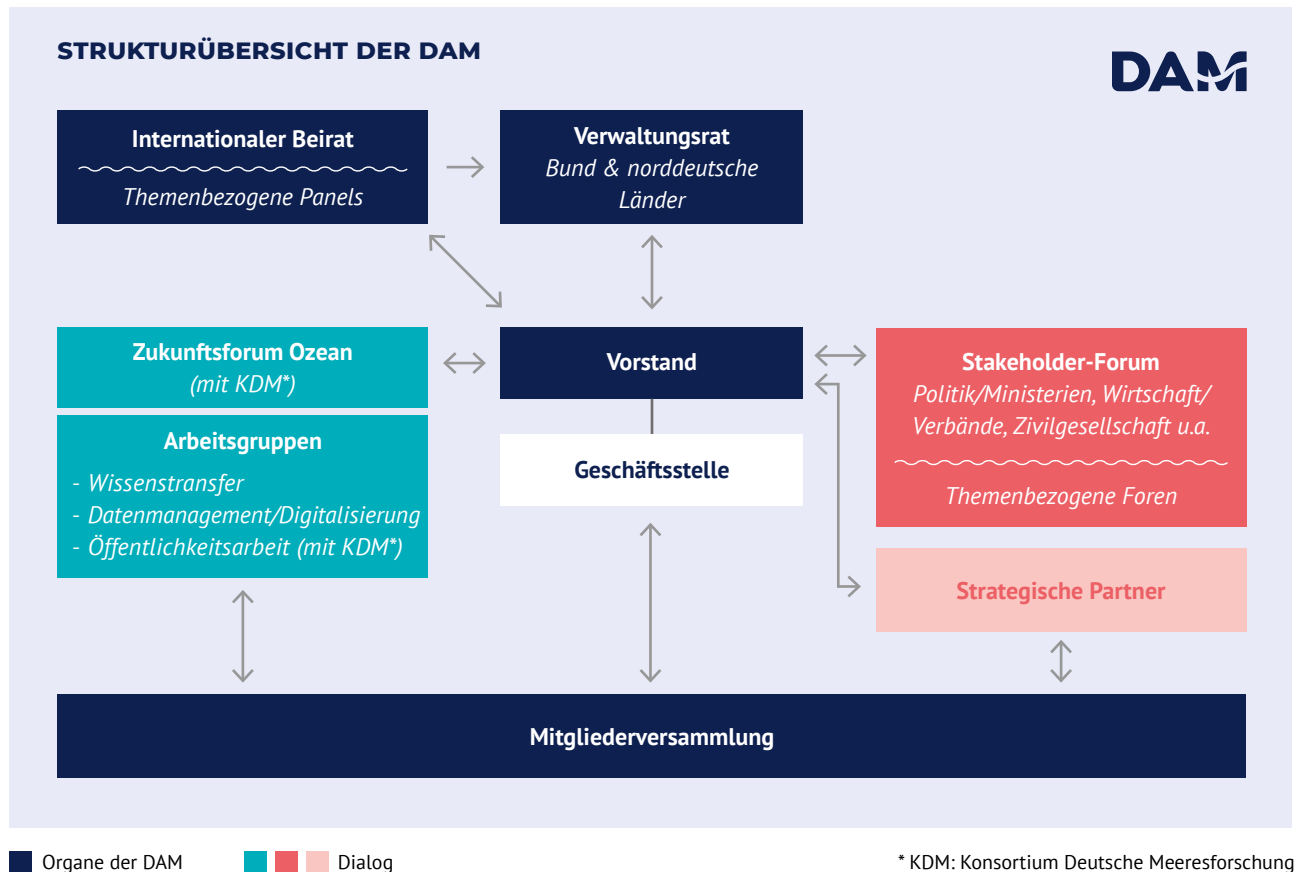 STRUKTURÜBERSICHT DER DAM
DAM
Internationaler Beirat
Themenbezogene Panels
Verwaltungsrat
Bund & norddeutsche
Länder
Zukunftsforum Ozean
(mit KDM*)
Arbeitsgruppen
- Wissenstransfer
- Datenmanagement/Digitalisierung
- Öffentlichkeitsarbeit (mit KDM*)
Vorstand
Geschäftsstelle
Stakeholder-Forum
Politik/Ministerien, Wirtschaft/
Verbände, Zivilgesellschaft u.a.
Themenbezogene Foren
Strategische Partner
Mitgliederversammlung
Organe der DAM
Dialog
* KDM: Konsortium Deutsche Meeresforschung